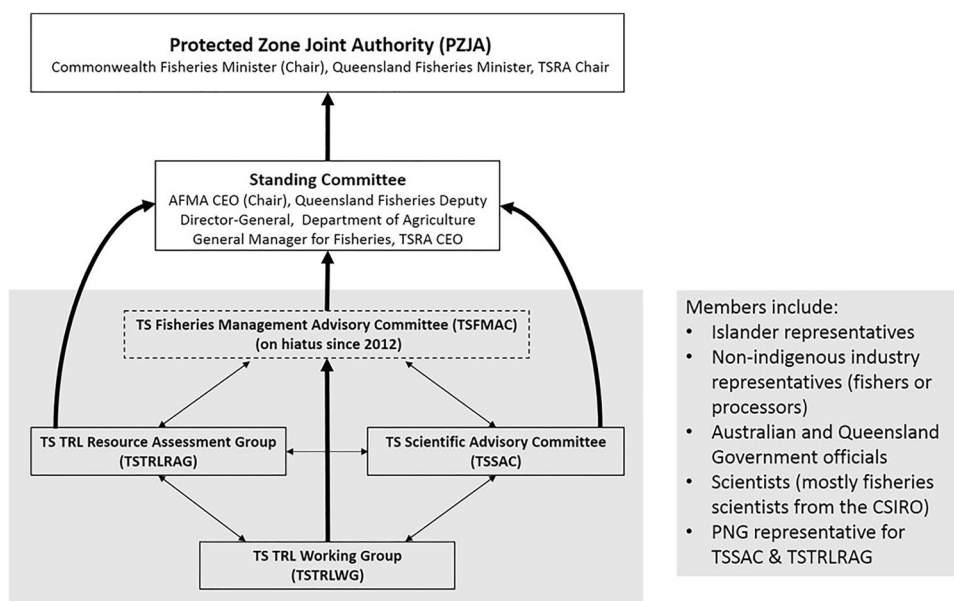 Protected Zone Joint Authority (PZJA)
Commonwealth Fisheries Minister (Chair), Queensland Fisheries Minister, TSRA Chair
Standing Committee
AFMA CEO (Chair), Queensland Fisheries Deputy
Director-General, Department of Agriculture
General Manager for Fisheries, TSRA CEO
TS Fisheries Management Advisory Committee (TSFMAC)
(on hiatus since 2012)
TS TRL Resource Assessment Group
(TSTRLRAG)
TS Scientific Advisory Committee
(TSSAC)
TS TRL Working Group
(TSTRLWG)
Members include:
• Islander representatives
• Non-indigenous industry
representatives (fishers or
processors)
• Australian and Queensland
Government officials
• Scientists (mostly fisheries
scientists from the CSIRO)
• PNG representative for
TSSAC & TSTRLRAG